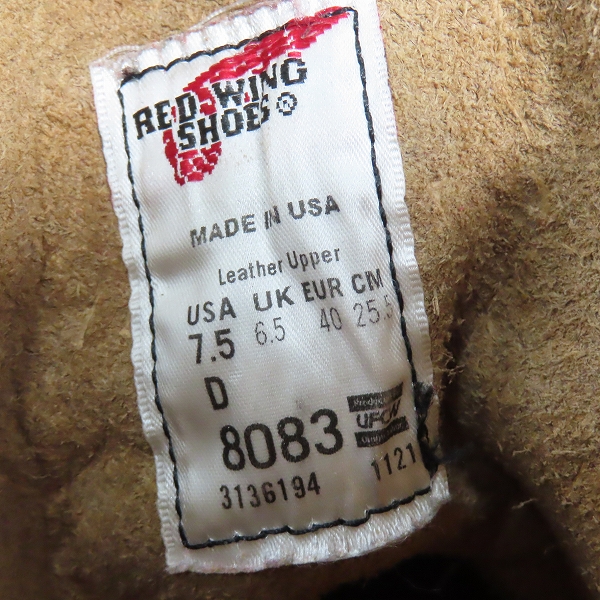 RED WING
SHOES®
MADE IN USA
Leather Upper
USA UK EUR CM
7.5 6.5 40 25.5
D
8083
UFCW
3136194 1121